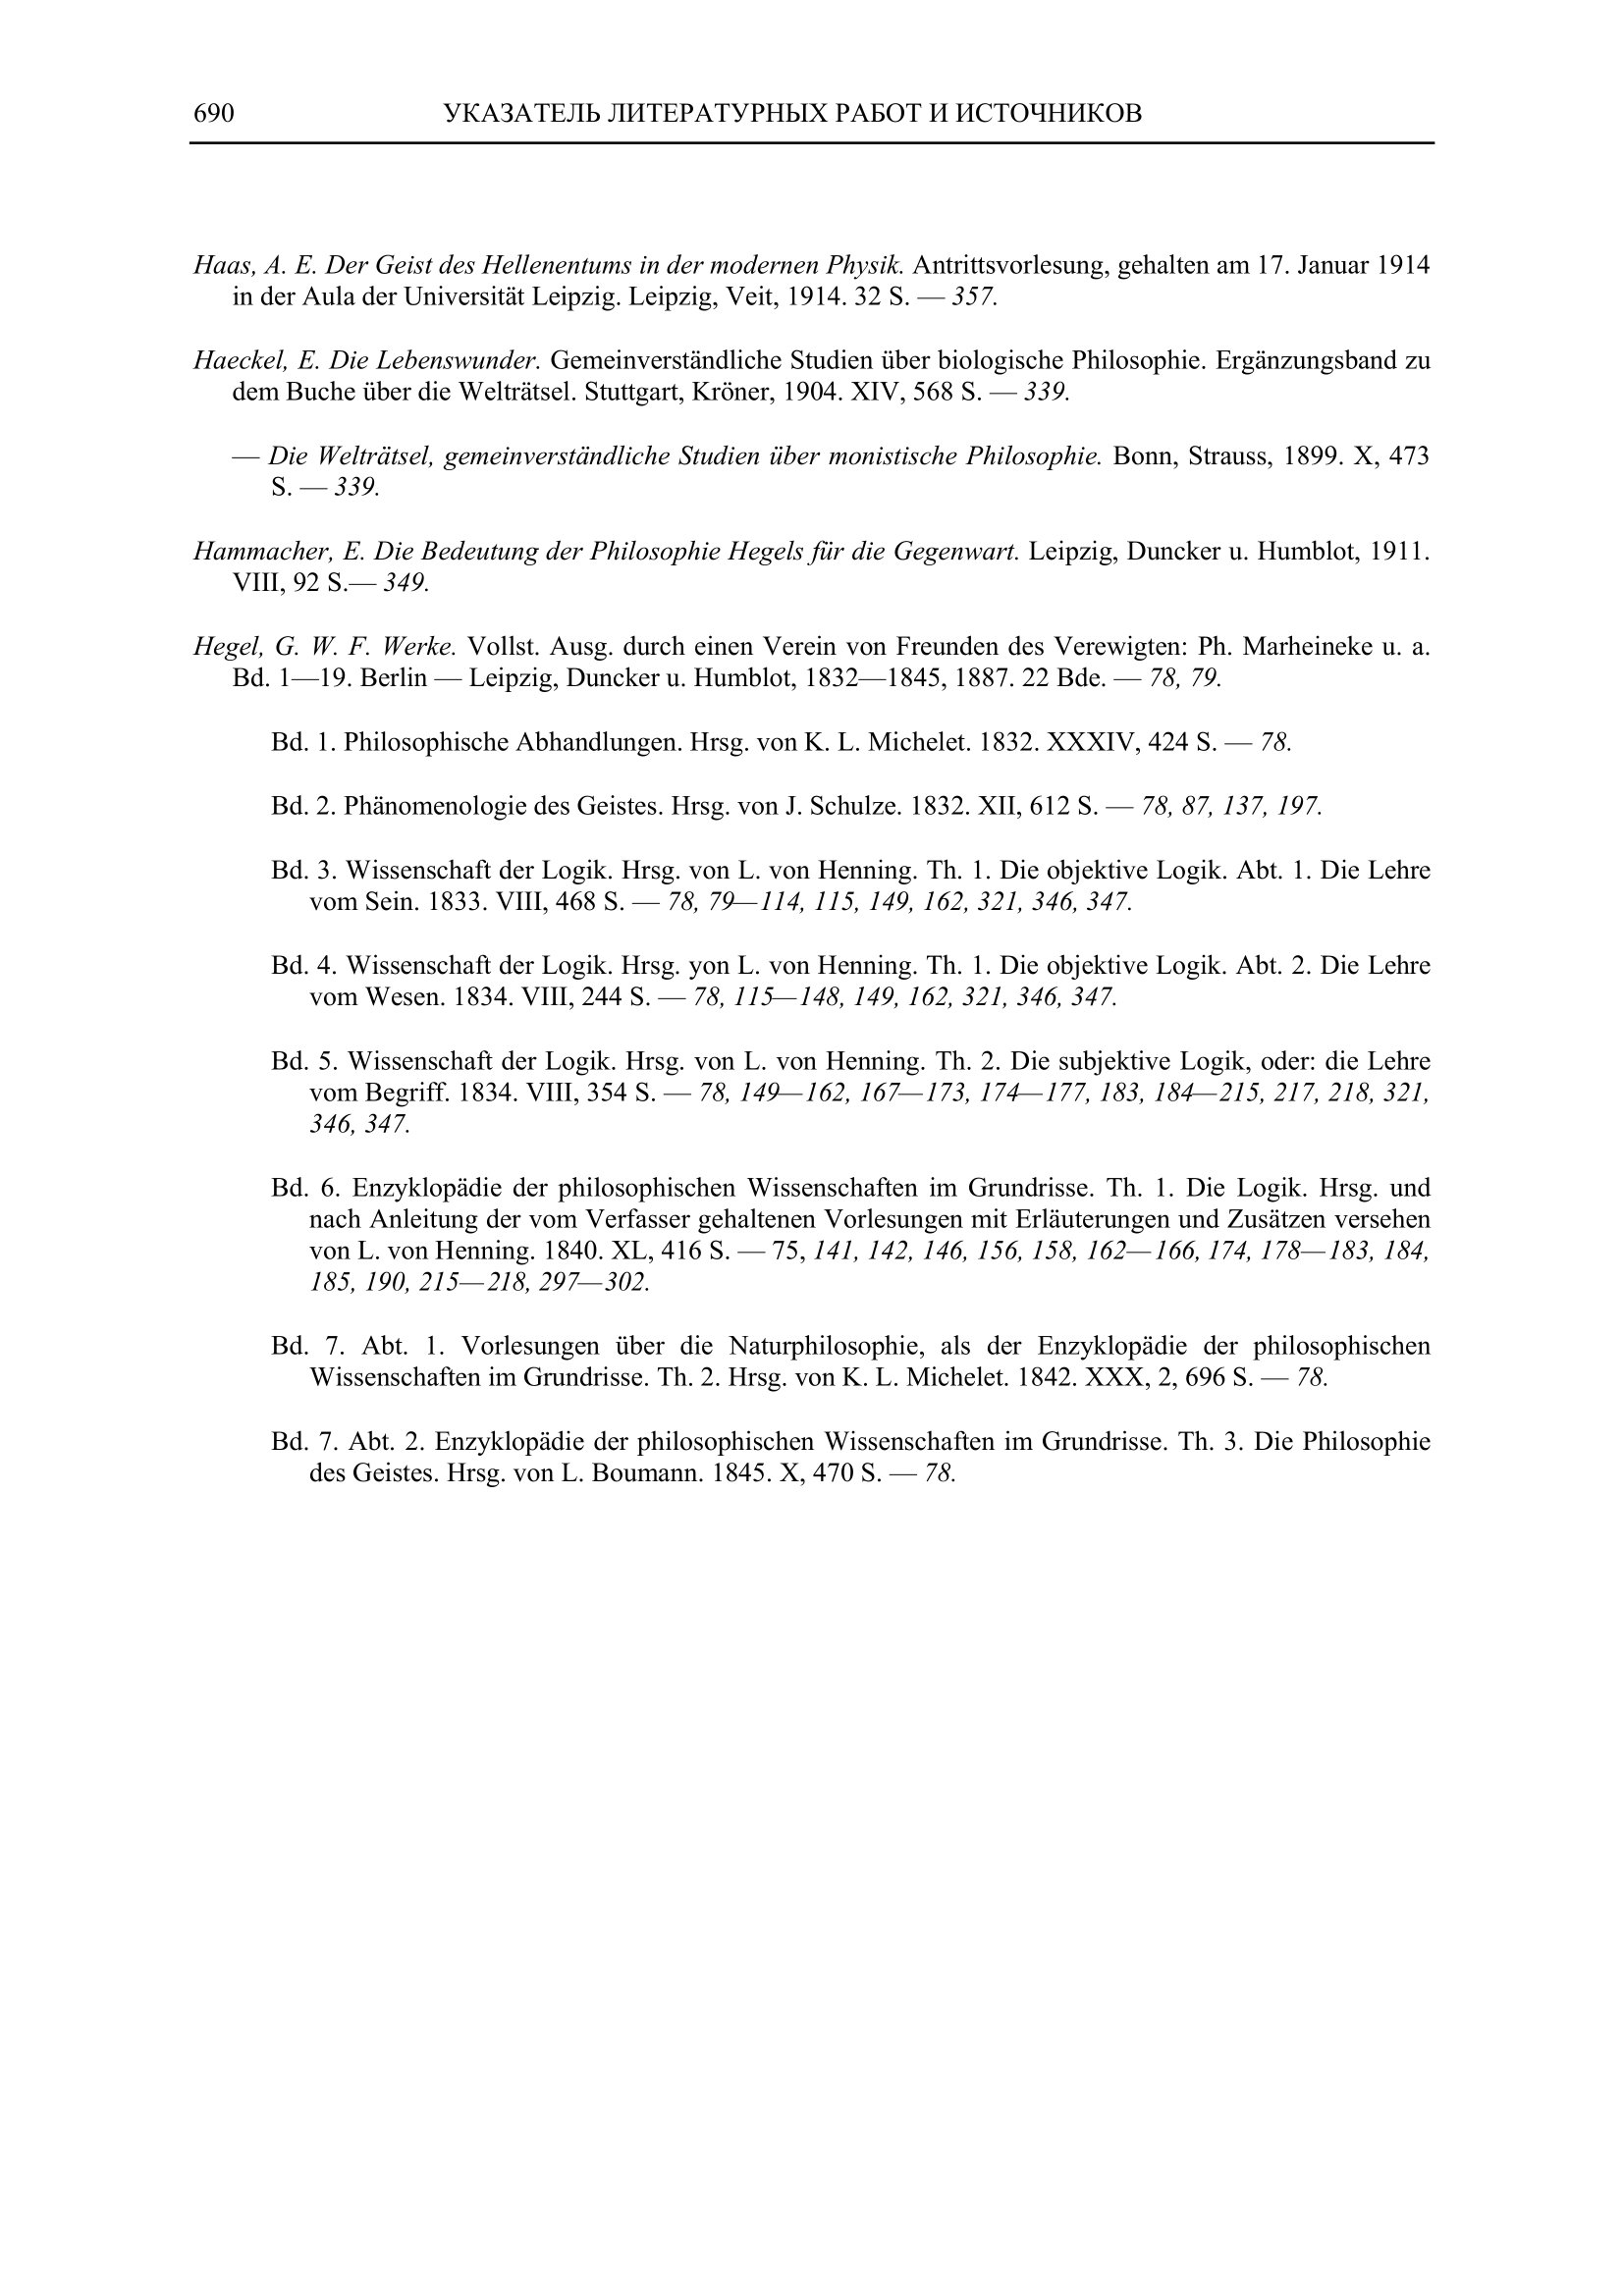 690 УКАЗАТЕЛЬ ЛИТЕРАТУРНЫХ РАБОТ И ИСТОЧНИКОВ
Haas, A. E. Der Geist des Hellenentums in der modernen Physik. Antrittsvorlesung, gehalten am 17. Januar 1914
in der Aula der Universität Leipzig. Leipzig, Veit, 1914. 32 S. — 357.
Haeckel, E. Die Lebenswunder. Gemeinverständliche Studien über biologische Philosophie. Ergänzungsband zu
dem Buche über die Welträtsel. Stuttgart, Kröner, 1904. XIV, 568 S. — 339.
— Die Welträtsel, gemeinverständliche Studien über monistische Philosophie. Bonn, Strauss, 1899. X, 473
S. — 339.
Hammacher, E. Die Bedeutung der Philosophie Hegels für die Gegenwart. Leipzig, Duncker u. Humblot, 1911.
VIII, 92 S.— 349.
Hegel, G. W. F. Werke. Vollst. Ausg. durch einen Verein von Freunden des Verewigten: Ph. Marheineke u. a.
Bd. 1—19. Berlin — Leipzig, Duncker u. Humblot, 1832—1845, 1887. 22 Bde. — 78, 79.
Bd. 1. Philosophische Abhandlungen. Hrsg. von K. L. Michelet. 1832. XXXIV, 424 S. — 78.
Bd. 2. Phänomenologie des Geistes. Hrsg. von J. Schulze. 1832. XII, 612 S. — 78, 87, 137, 197.
Bd. 3. Wissenschaft der Logik. Hrsg. von L. von Henning. Th. 1. Die objektive Logik. Abt. 1. Die Lehre
vom Sein. 1833. VIII, 468 S. — 78, 79—114, 115, 149, 162, 321, 346, 347.
Bd. 4. Wissenschaft der Logik. Hrsg. yon L. von Henning. Th. 1. Die objektive Logik. Abt. 2. Die Lehre
vom Wesen. 1834. VIII, 244 S. — 78, 115—148, 149, 162, 321, 346, 347.
Bd. 5. Wissenschaft der Logik. Hrsg. von L. von Henning. Th. 2. Die subjektive Logik, oder: die Lehre
vom Begriff. 1834. VIII, 354 S. — 78, 149—162, 167—173, 174—177, 183, 184—215, 217, 218, 321,
346, 347.
Bd. 6. Enzyklopädie der philosophischen Wissenschaften im Grundrisse. Th. 1. Die Logik. Hrsg. und
nach Anleitung der vom Verfasser gehaltenen Vorlesungen mit Erläuterungen und Zusätzen versehen
von L. von Henning. 1840. XL, 416 S. — 75, 141, 142, 146, 156, 158, 162—166, 174, 178—183, 184,
185, 190, 215—218, 297—302.
Bd. 7. Abt. 1. Vorlesungen über die Naturphilosophie, als der Enzyklopädie der philosophischen
Wissenschaften im Grundrisse. Th. 2. Hrsg. von K. L. Michelet. 1842. XXX, 2, 696 S. — 78.
Bd. 7. Abt. 2. Enzyklopädie der philosophischen Wissenschaften im Grundrisse. Th. 3. Die Philosophie
des Geistes. Hrsg. von L. Boumann. 1845. X, 470 S. — 78.